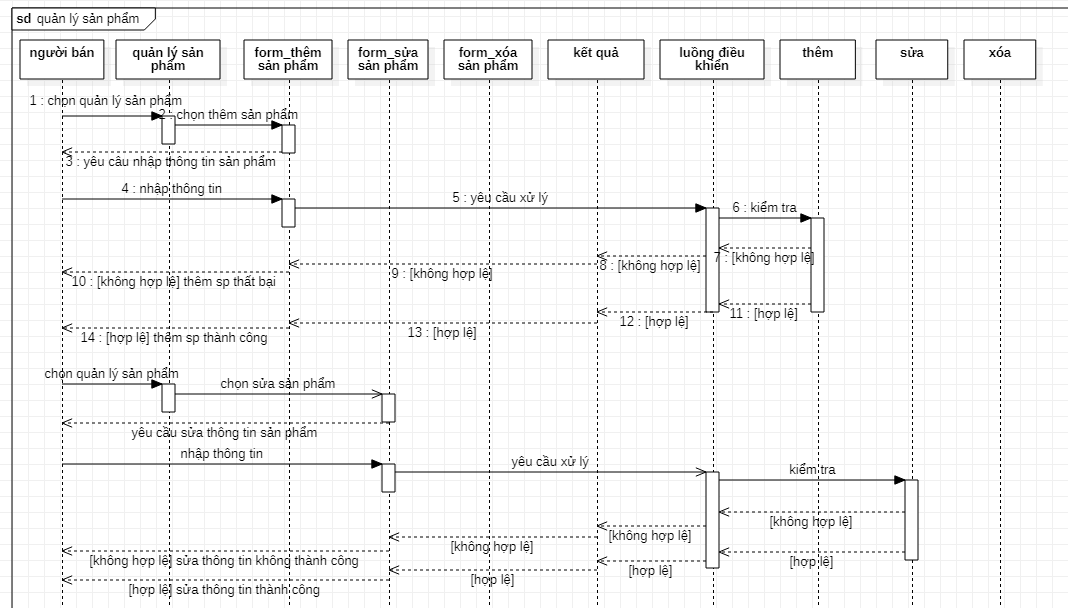 sd quản lý sản phẩm
người bán
quản lý sản
phẩm
form_thêm
sản phẩm
form_sửa
sản phẩm
form_xóa
sản phẩm
kết quả
luồng điều
khiển
thêm
sửa
xóa
1 : chọn quản lý sản phẩm
2 : chọn thêm sản phẩm
3 : yêu cầu nhập thông tin sản phẩm
4 : nhập thông tin
5 : yêu cầu xử lý
6 : kiểm tra
7 : [không hợp lệ]
8 : [không hợp lệ]
9 : [không hợp lệ]
10 : [không hợp lệ] thêm sp thất bại
11 : [hợp lệ]
12 : [hợp lệ]
13 : [hợp lệ]
14 : [hợp lệ] thêm sp thành công
chọn quản lý sản phẩm
chọn sửa sản phẩm
yêu cầu sửa thông tin sản phẩm
nhập thông tin
yêu cầu xử lý
kiểm tra
[không hợp lệ]
[không hợp lệ]
[không hợp lệ]
[không hợp lệ] sửa thông tin không thành công
[hợp lệ]
[hợp lệ]
[hợp lệ]
[hợp lệ] sửa thông tin thành công